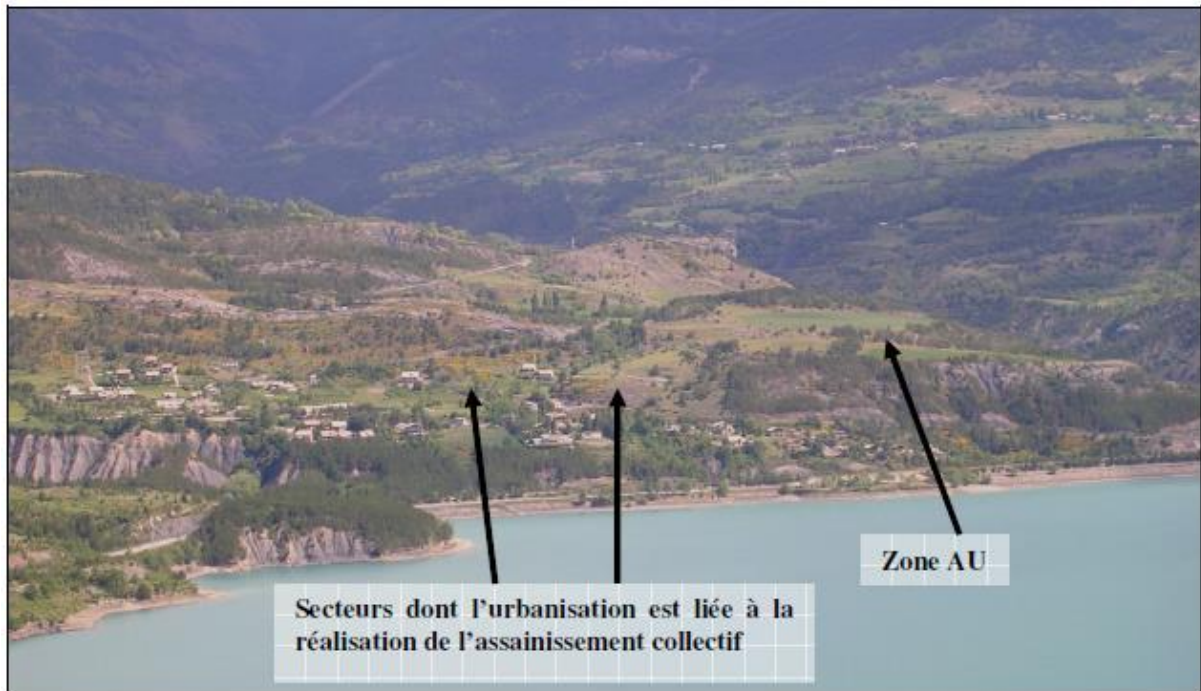 Zone AU
Secteurs dont l'urbanisation est liée à la
réalisation de l'assainissement collectif